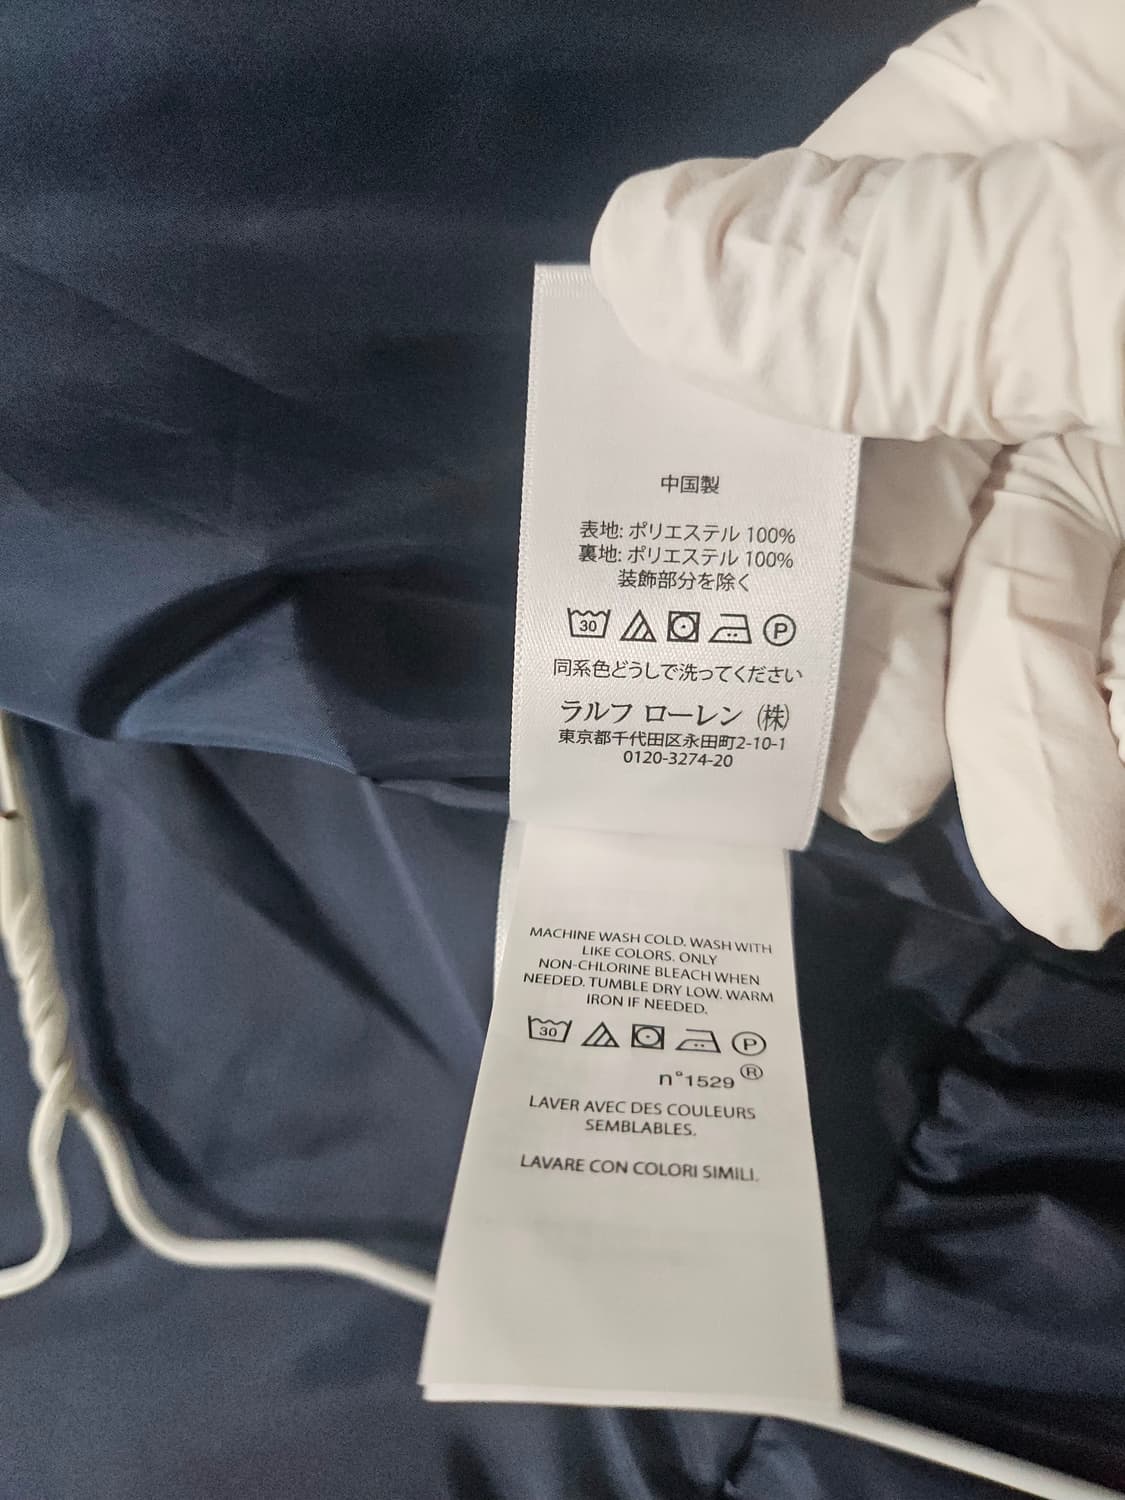 中国製
表地: ポリエステル 100%
裏地: ポリエステル 100%
装飾部分を除く
30 P
同系色どうしで洗ってください
ラルフ ローレン (株)
東京都千代田区永田町2-10-1
0120-3274-20
MACHINE WASH COLD. WASH WITH
LIKE COLORS. ONLY
NON-CHLORINE BLEACH WHEN
NEEDED. TUMBLE DRY LOW. WARM
IRON IF NEEDED.
30 P
n°1529 ®
LAVER AVEC DES COULEURS
SEMBLABLES.
LAVARE CON COLORI SIMILI.